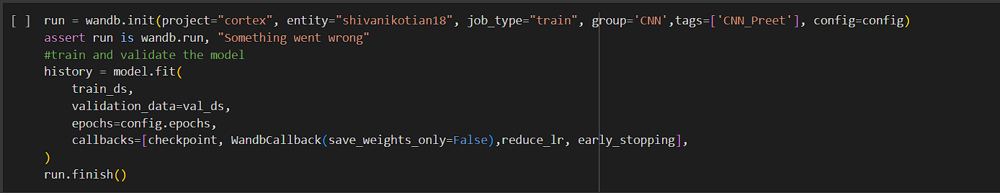 [ ] run = wandb.init(project="cortex", entity="shivanikotian18", job_type="train", group='CNN',tags=['CNN_Preet'], config=config)
assert run is wandb.run, "Something went wrong"
#train and validate the model
history = model.fit(
    train_ds,
    validation_data=val_ds,
    epochs=config.epochs,
    callbacks=[checkpoint, WandbCallback(save_weights_only=False),reduce_lr, early_stopping],
)
run.finish()